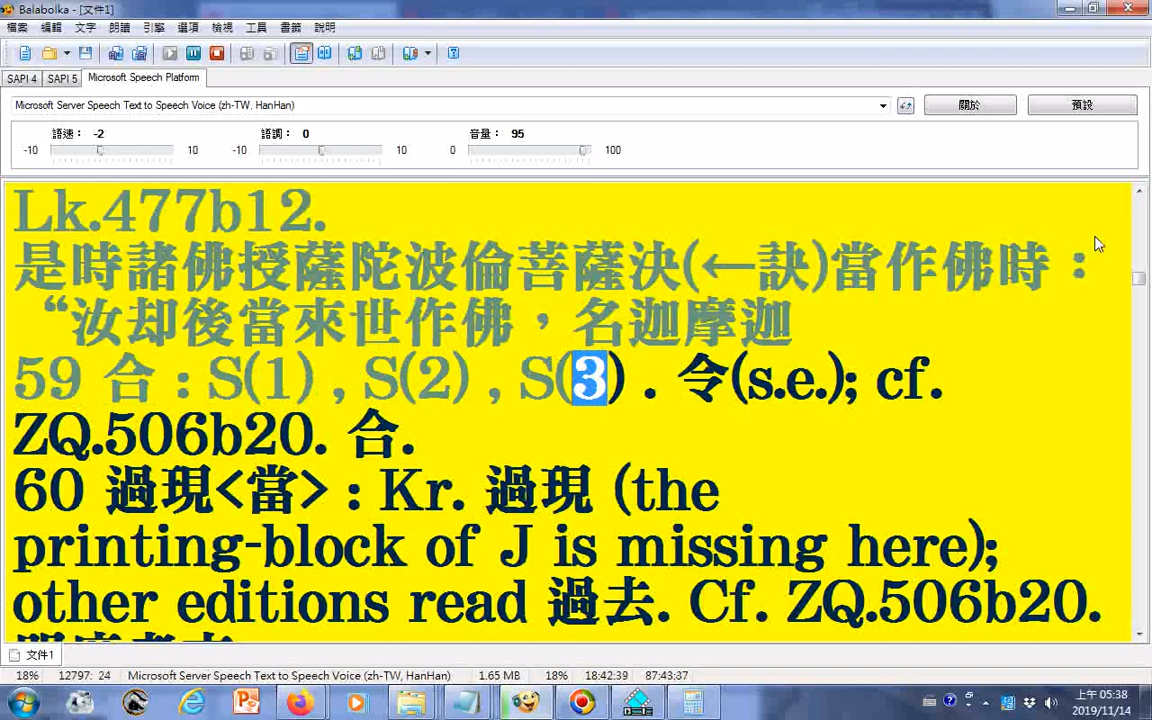 Balabolka - [文件1]
檔案 編輯 文字 朗讀 引擎 選項 檢視 工具 書籤 說明
SAPI 4 SAPI 5 Microsoft Speech Platform
Microsoft Server Speech Text to Speech Voice (zh-TW, HanHan) 關於 預設
語速： -2 語調： 0 音量： 95
-10 10 -10 10 0 100
Lk.477b12.
是時諸佛授薩陀波倫菩薩決(←訣)當作佛時：
“汝却後當來世作佛，名迦摩迦
59 合 : S(1) , S(2) , S(3) . 令(s.e.); cf.
ZQ.506b20. 合.
60 過現<當> : Kr. 過現 (the
printing-block of J is missing here);
other editions read 過去. Cf. ZQ.506b20.
文件1
18% 12797: 24 Microsoft Server Speech Text to Speech Voice (zh-TW, HanHan) 1.65 MB 18% 18:42:39 87:43:37
上午 05:38
2019/11/14